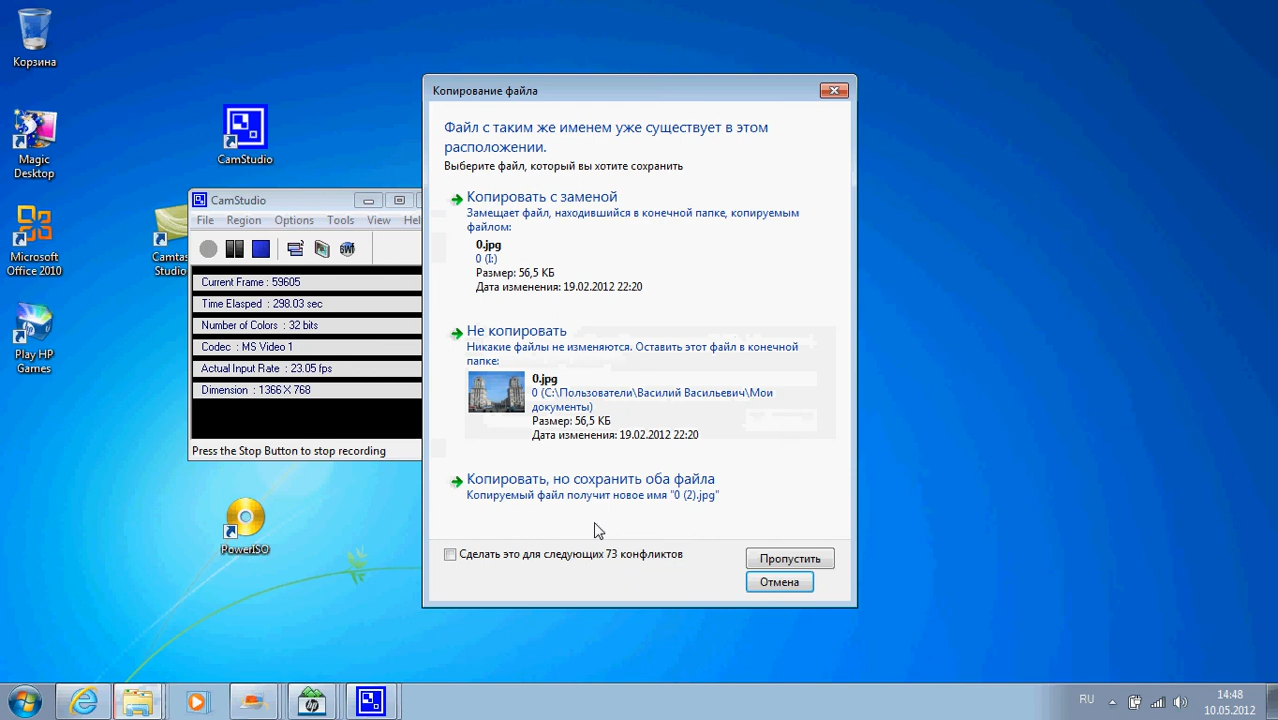 Корзина
Magic
Desktop
Microsoft
Office 2010
Play HP
Games
CamStudio
Camtas
Studio
PowerISO
CamStudio
File Region Options Tools View Hel
Current Frame : 59605
Time Elasped : 298.03 sec
Number of Colors : 32 bits
Codec : MS Video 1
Actual Input Rate : 23.05 fps
Dimension : 1366 X 768
Press the Stop Button to stop recording
Копирование файла
Файл с таким же именем уже существует в этом
расположении.
Выберите файл, который вы хотите сохранить
Копировать с заменой
Замещает файл, находившийся в конечной папке, копируемым
файлом:
0.jpg
0 (I:)
Размер: 56,5 КБ
Дата изменения: 19.02.2012 22:20
Не копировать
Никакие файлы не изменяются. Оставить этот файл в конечной
папке:
0.jpg
0 (C:\Пользователи\Василий Васильевич\Мои
документы)
Размер: 56,5 КБ
Дата изменения: 19.02.2012 22:20
Копировать, но сохранить оба файла
Копируемый файл получит новое имя "0 (2).jpg"
Сделать это для следующих 73 конфликтов
Пропустить
Отмена
hp
RU
14:48
10.05.2012